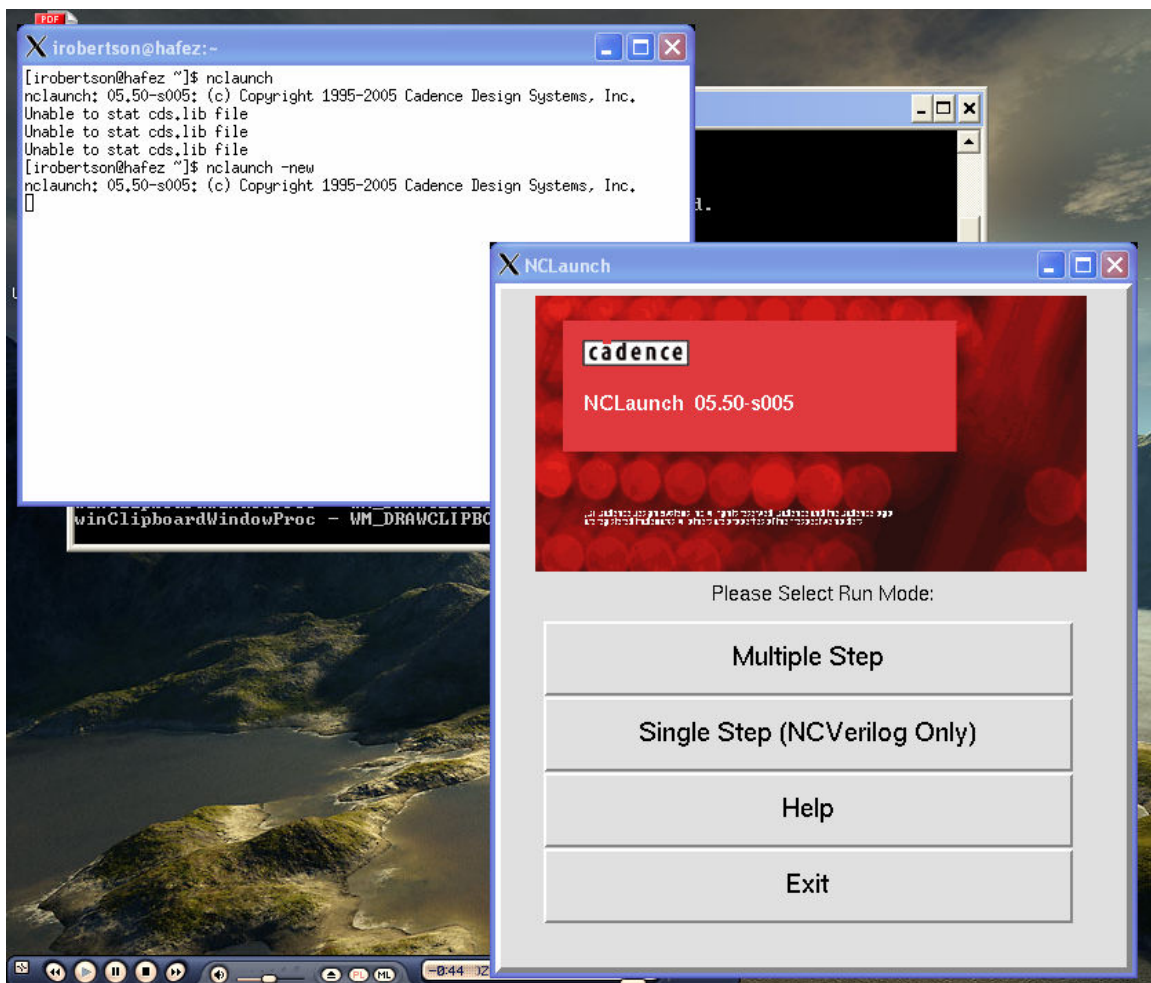 PDF
irobertson@hafez:~
[irobertson@hafez ~]$ nclaunch
nclaunch: 05.50-s005: (c) Copyright 1995-2005 Cadence Design Systems, Inc.
Unable to stat cds.lib file
Unable to stat cds.lib file
Unable to stat cds.lib file
[irobertson@hafez ~]$ nclaunch -new
nclaunch: 05.50-s005: (c) Copyright 1995-2005 Cadence Design Systems, Inc.
d.
winClipboardWindowProc - WM_DRAWCLIPBO
NCLaunch
cadence
NCLaunch 05.50-s005
Please Select Run Mode:
Multiple Step
Single Step (NCVerilog Only)
Help
Exit
PL
ML
-0:44